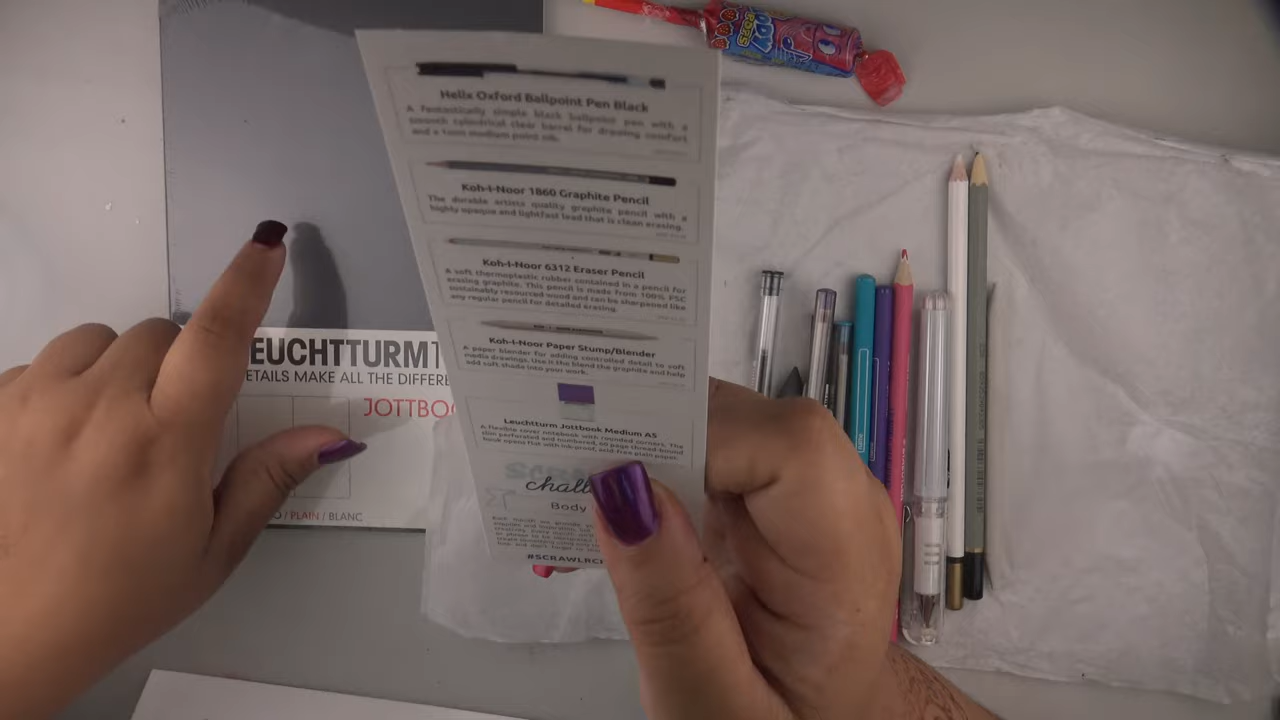 Helix Oxford Ballpoint Pen Black
A fantastically simple black ballpoint pen with a
smooth cylindrical clear barrel for drawing comfort
and a 1mm medium point nib.
Koh-I-Noor 1860 Graphite Pencil
The durable artists quality graphite pencil with a
highly opaque and lightfast lead that is clean erasing.
Koh-I-Noor 6312 Eraser Pencil
A soft thermoplastic rubber contained in a pencil for
erasing graphite. This pencil is made from 100% FSC
sustainably resourced wood and can be sharpened like
any regular pencil for detailed erasing.
Koh-I-Noor Paper Stump/Blender
A paper blender for adding controlled detail to soft
media drawings. Use it the blend the graphite and help
add soft shade into your work.
Leuchtturm Jottbook Medium A5
A flexible cover notebook with rounded corners. The
slim perforated and numbered, 60 page thread-bound
book opens flat with ink-proof, acid-free plain paper.
chall
Body
#SCRAWLRC
EUCHTTURM1
ETAILS MAKE ALL THE DIFFERE
JOTTBOO
O / PLAIN / BLANC